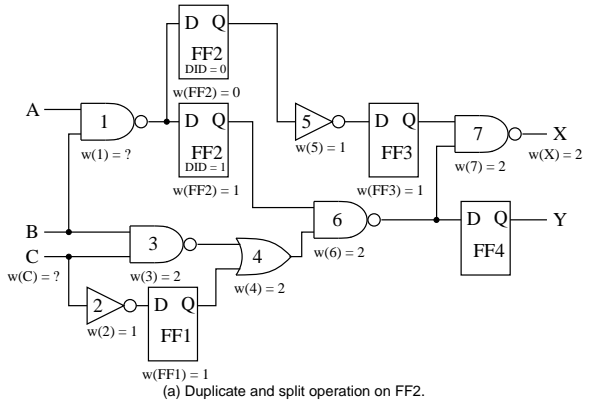 D Q
FF2
DID = 0
w(FF2) = 0
A
1
w(1) = ?
D Q
FF2
DID = 1
w(FF2) = 1
5
w(5) = 1
D Q
FF3
w(FF3) = 1
7
w(7) = 2
X
w(X) = 2
B
C
w(C) = ?
3
w(3) = 2
4
w(4) = 2
6
w(6) = 2
D Q
FF4
Y
2
w(2) = 1
D Q
FF1
w(FF1) = 1
(a) Duplicate and split operation on FF2.